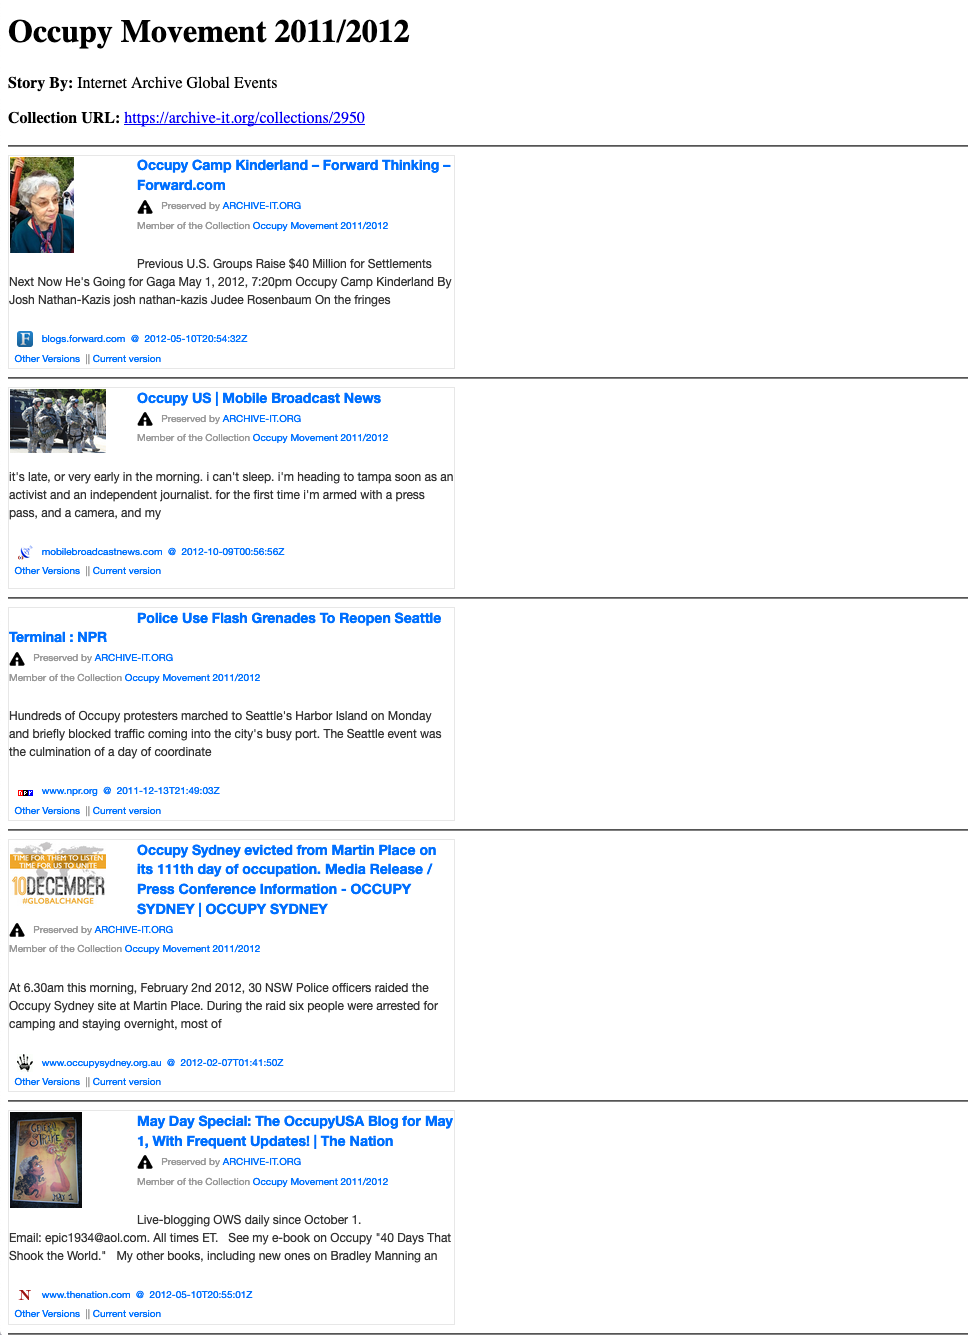 Occupy Movement 2011/2012
Story By: Internet Archive Global Events
Collection URL: https://archive-it.org/collections/2950
Occupy Camp Kinderland – Forward Thinking –
Forward.com
Preserved by ARCHIVE-IT.ORG
Member of the Collection Occupy Movement 2011/2012
Previous U.S. Groups Raise $40 Million for Settlements
Next Now He's Going for Gaga May 1, 2012, 7:20pm Occupy Camp Kinderland By
Josh Nathan-Kazis josh nathan-kazis Judee Rosenbaum On the fringes
F
blogs.forward.com @ 2012-05-10T20:54:32Z
Other Versions || Current version
Occupy US | Mobile Broadcast News
Preserved by ARCHIVE-IT.ORG
Member of the Collection Occupy Movement 2011/2012
it's late, or very early in the morning. i can't sleep. i'm heading to tampa soon as an
activist and an independent journalist. for the first time i'm armed with a press
pass, and a camera, and my
mobilebroadcastnews.com @ 2012-10-09T00:56:56Z
Other Versions || Current version
Police Use Flash Grenades To Reopen Seattle
Terminal : NPR
Preserved by ARCHIVE-IT.ORG
Member of the Collection Occupy Movement 2011/2012
Hundreds of Occupy protesters marched to Seattle's Harbor Island on Monday
and briefly blocked traffic coming into the city's busy port. The Seattle event was
the culmination of a day of coordinate
npr
www.npr.org @ 2011-12-13T21:49:03Z
Other Versions || Current version
TIME FOR THEM TO LISTEN
TIME FOR US TO UNITE
10DECEMBER
#GLOBALCHANGE
Occupy Sydney evicted from Martin Place on
its 111th day of occupation. Media Release /
Press Conference Information - OCCUPY
SYDNEY | OCCUPY SYDNEY
Preserved by ARCHIVE-IT.ORG
Member of the Collection Occupy Movement 2011/2012
At 6.30am this morning, February 2nd 2012, 30 NSW Police officers raided the
Occupy Sydney site at Martin Place. During the raid six people were arrested for
camping and staying overnight, most of
www.occupysydney.org.au @ 2012-02-07T01:41:50Z
Other Versions || Current version
GENERAL
STRIKE
MAY 1
May Day Special: The OccupyUSA Blog for May
1, With Frequent Updates! | The Nation
Preserved by ARCHIVE-IT.ORG
Member of the Collection Occupy Movement 2011/2012
Live-blogging OWS daily since October 1.
Email: epic1934@aol.com. All times ET. See my e-book on Occupy "40 Days That
Shook the World." My other books, including new ones on Bradley Manning an
N
www.thenation.com @ 2012-05-10T20:55:01Z
Other Versions || Current version